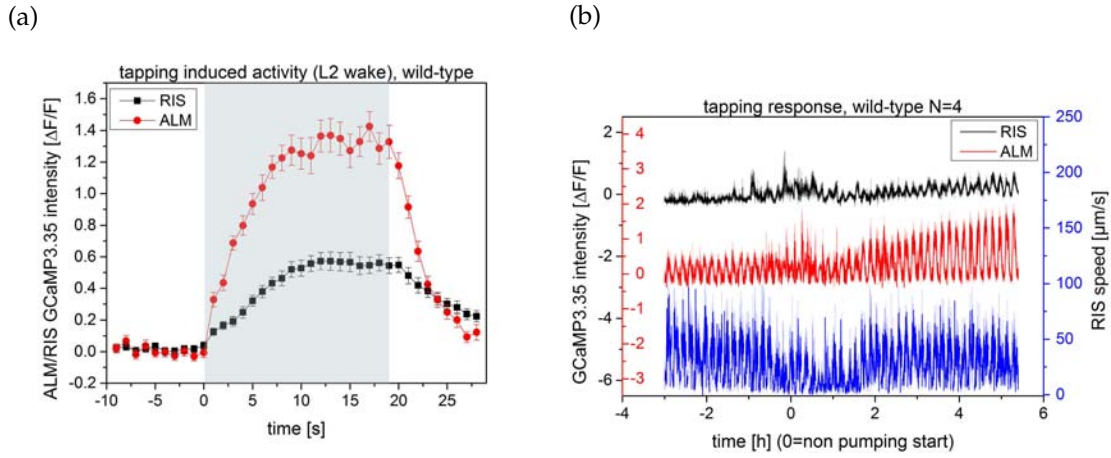 (a)
tapping induced activity (L2 wake), wild-type
ALM/RIS GCaMP3.35 intensity [ΔF/F]
1.6
1.4
1.2
1.0
0.8
0.6
0.4
0.2
0.0
-0.2
RIS
ALM
-10 -5 0 5 10 15 20 25
time [s]
(b)
tapping response, wild-type N=4
GCaMP3.35 intensity [ΔF/F]
2
0
-2
-4
-6
4
3
2
1
0
-1
-2
-3
RIS
ALM
250
200
150
100
50
0
RIS speed [µm/s]
-4 -2 0 2 4 6
time [h] (0=non pumping start)